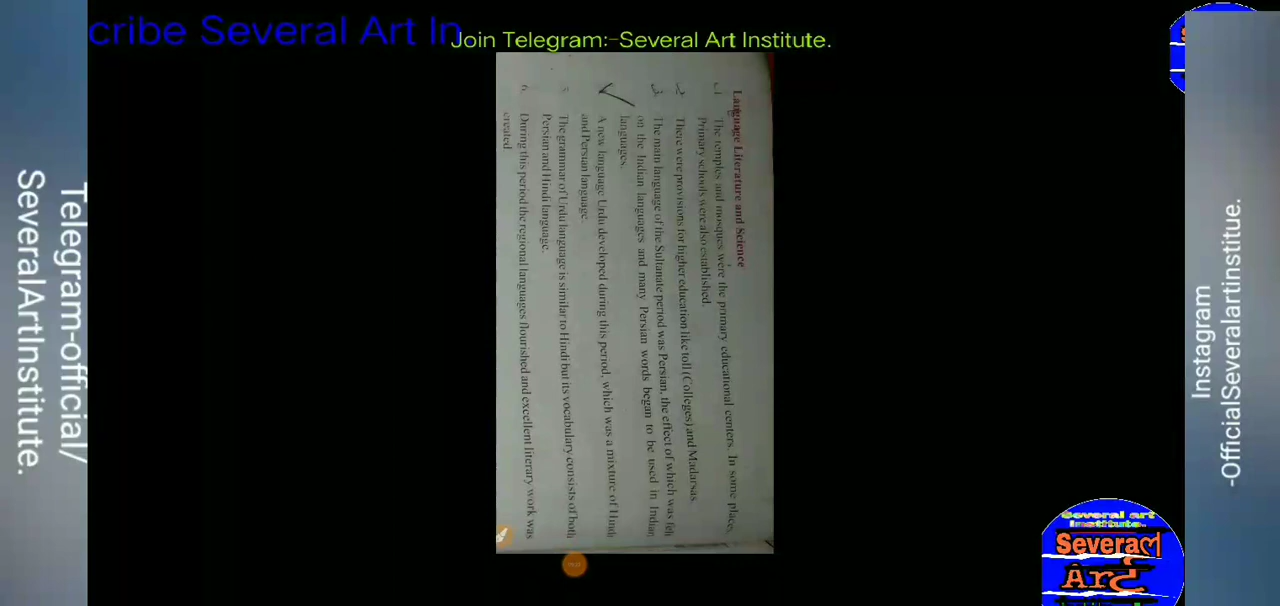 cribe Several Art In
Join Telegram:-Several Art Institute.
Language Literature and Science
The temples and mosques were the primary educational centers. In some places
Primary schools were also established.
There were provisions for higher education like toll (Colleges) and Madarsas.
The main language of the Sultanate period was Persian, the effect of which was felt
on the Indian languages and many Persian words began to be used in Indian
languages.
A new language Urdu developed during this period, which was a mixture of Hindi
and Persian language.
5. The grammar of Urdu language is similar to Hindi but its vocabulary consists of both
Persian and Hindi language.
6. During this period the regional languages flourished and excellent literary work was
created.
Telegram-official/
SeveralArtInstitute.
Instagram
-OfficialSeveralartinstitue.
Several art
institute.
Several
Art